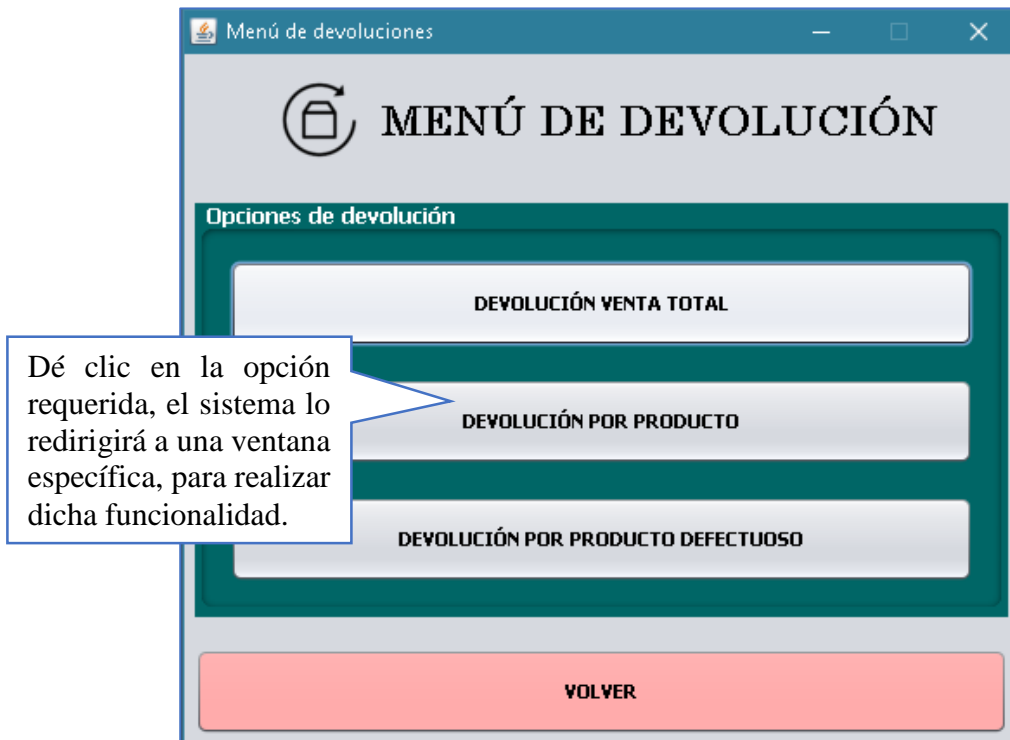 Menú de devoluciones
MENÚ DE DEVOLUCIÓN
Opciones de devolución
DEVOLUCIÓN VENTA TOTAL
Dé clic en la opción
requerida, el sistema lo
redirigirá a una ventana
específica, para realizar
dicha funcionalidad.
DEVOLUCIÓN POR PRODUCTO
DEVOLUCIÓN POR PRODUCTO DEFECTUOSO
VOLVER